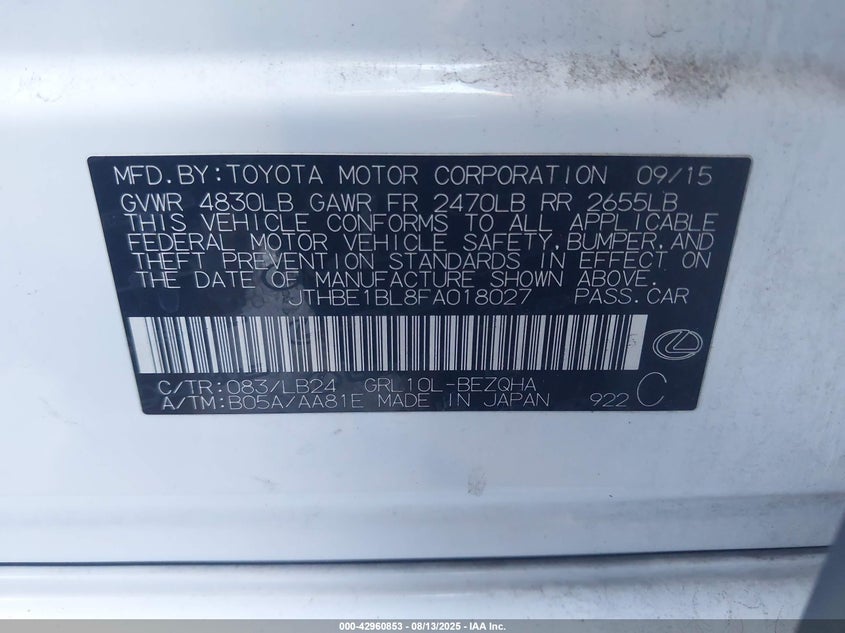 MFD.BY:TOYOTA MOTOR CORPORATION 09/15
GVWR 4830LB GAWR FR 2470LB RR 2655LB
THIS VEHICLE CONFORMS TO ALL APPLICABLE
FEDERAL MOTOR VEHICLE SAFETY,BUMPER,AND
THEFT PREVENTION STANDARDS IN EFFECT ON
THE DATE OF MANUFACTURE SHOWN ABOVE.
JTHBE1BL8FA018027 PASS.CAR
C/TR:083/LB24 GRL10L-BEZQHA
A/TM:B05A/AA81E MADE IN JAPAN 922 C
000-42960853 - 08/13/2025 - IAA Inc.